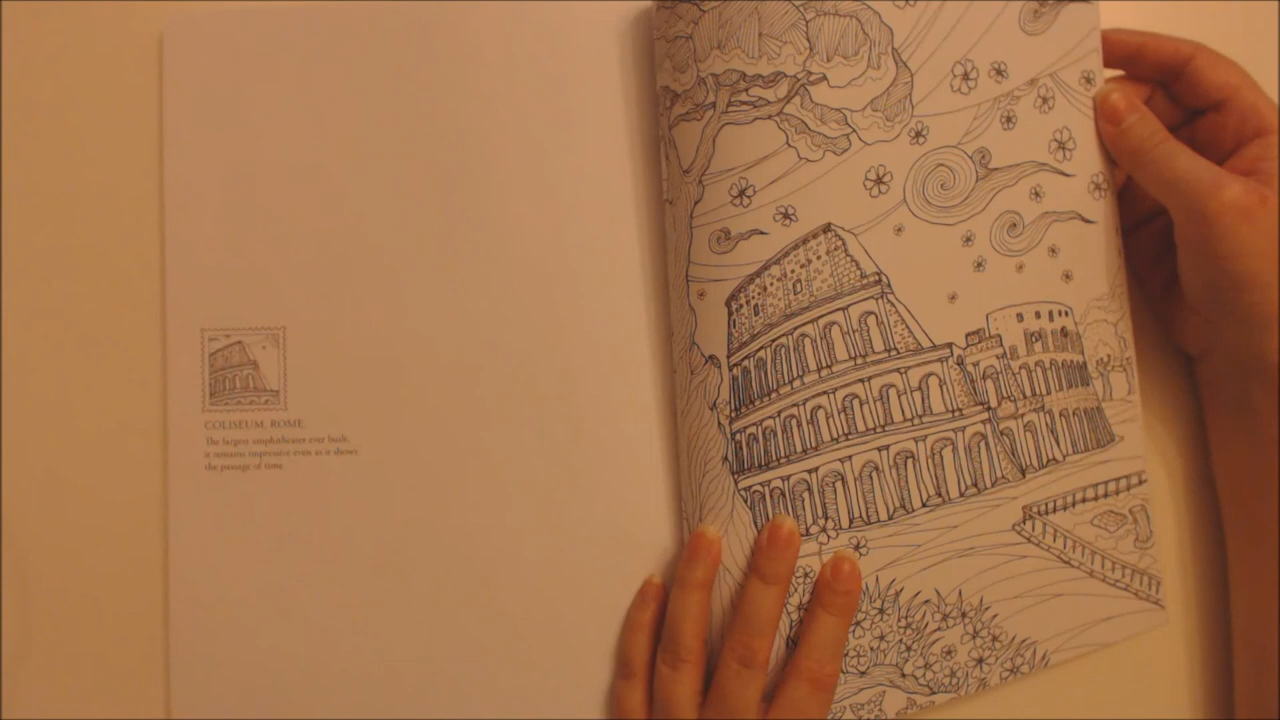 COLISEUM, ROME.
The largest amphitheater ever built,
it remains impressive even as it shows
the passage of time.